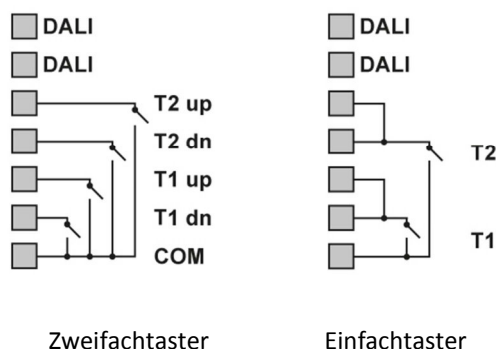 DALI
DALI
T2 up
T2 dn
T1 up
T1 dn
COM
Zweifachtaster
DALI
DALI
T2
T1
Einfachtaster